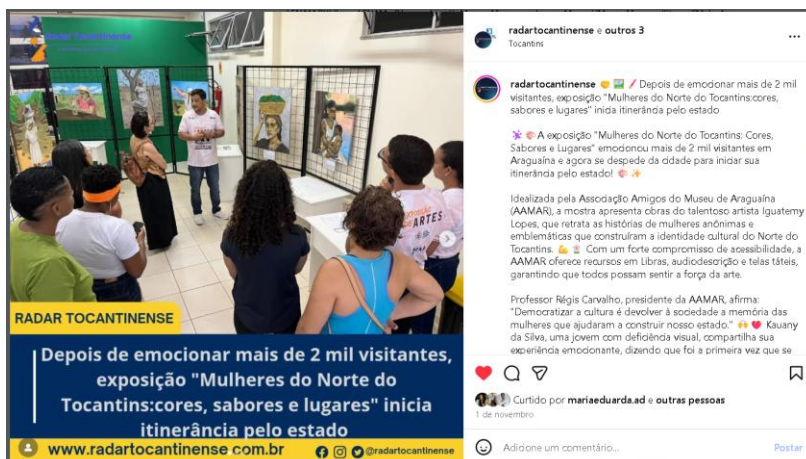 Radar Tocantinense
ARTES
RADAR TOCANTINENSE
Depois de emocionar mais de 2 mil visitantes,
exposição "Mulheres do Norte do
Tocantins:cores, sabores e lugares" inicia
itinerância pelo estado
www.radartocantinense.com.br
@radartocantinense
radartocantinense e outros 3
Tocantins
radartocantinense 🤝 🖼️ 🖌️ Depois de emocionar mais de 2 mil
visitantes, exposição "Mulheres do Norte do Tocantins:cores,
sabores e lugares" inicia itinerância pelo estado
A exposição "Mulheres do Norte do Tocantins: Cores,
Sabores e Lugares" emocionou mais de 2 mil visitantes em
Araguaína e agora se despede da cidade para iniciar sua
itinerância pelo estado! 🎨 ✨
Idealizada pela Associação Amigos do Museu de Araguaína
(AAMAR), a mostra apresenta obras do talentoso artista Iguatemy
Lopes, que retrata as histórias de mulheres anônimas e
emblemáticas que construíram a identidade cultural do Norte do
Tocantins. 💪 Com um forte compromisso de acessibilidade, a
AAMAR oferece recursos em Libras, audiodescrição e telas táteis,
garantindo que todos possam sentir a força da arte.
Professor Régis Carvalho, presidente da AAMAR, afirma:
"Democratizar a cultura é devolver à sociedade a memória das
mulheres que ajudaram a construir nosso estado." 🙌 ❤️ Kauany
da Silva, uma jovem com deficiência visual, compartilha sua
experiência emocionante, dizendo que foi a primeira vez que se
Curtido por mariaeduarda.ad e outras pessoas
1 de novembro
Adicione um comentário...
Postar